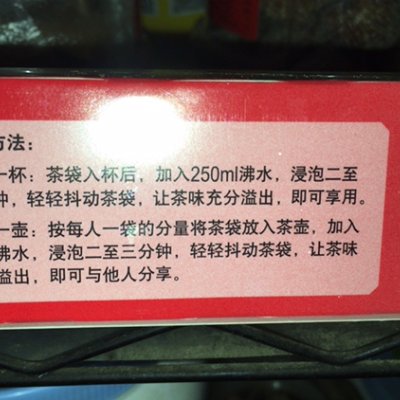 方法：
一杯：茶袋入杯后，加入250ml沸水，浸泡二至
钟，轻轻抖动茶袋，让茶味充分溢出，即可享用。
一壶：按每人一袋的分量将茶袋放入茶壶，加入
沸水，浸泡二至三分钟，轻轻抖动茶袋，让茶味
溢出，即可与他人分享。